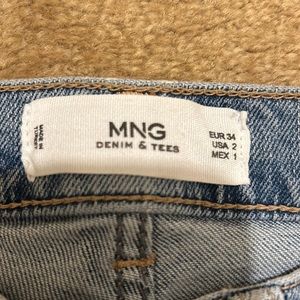 MADE IN
TURKEY
MNG
DENIM & TEES
EUR 34
USA 2
MEX 1